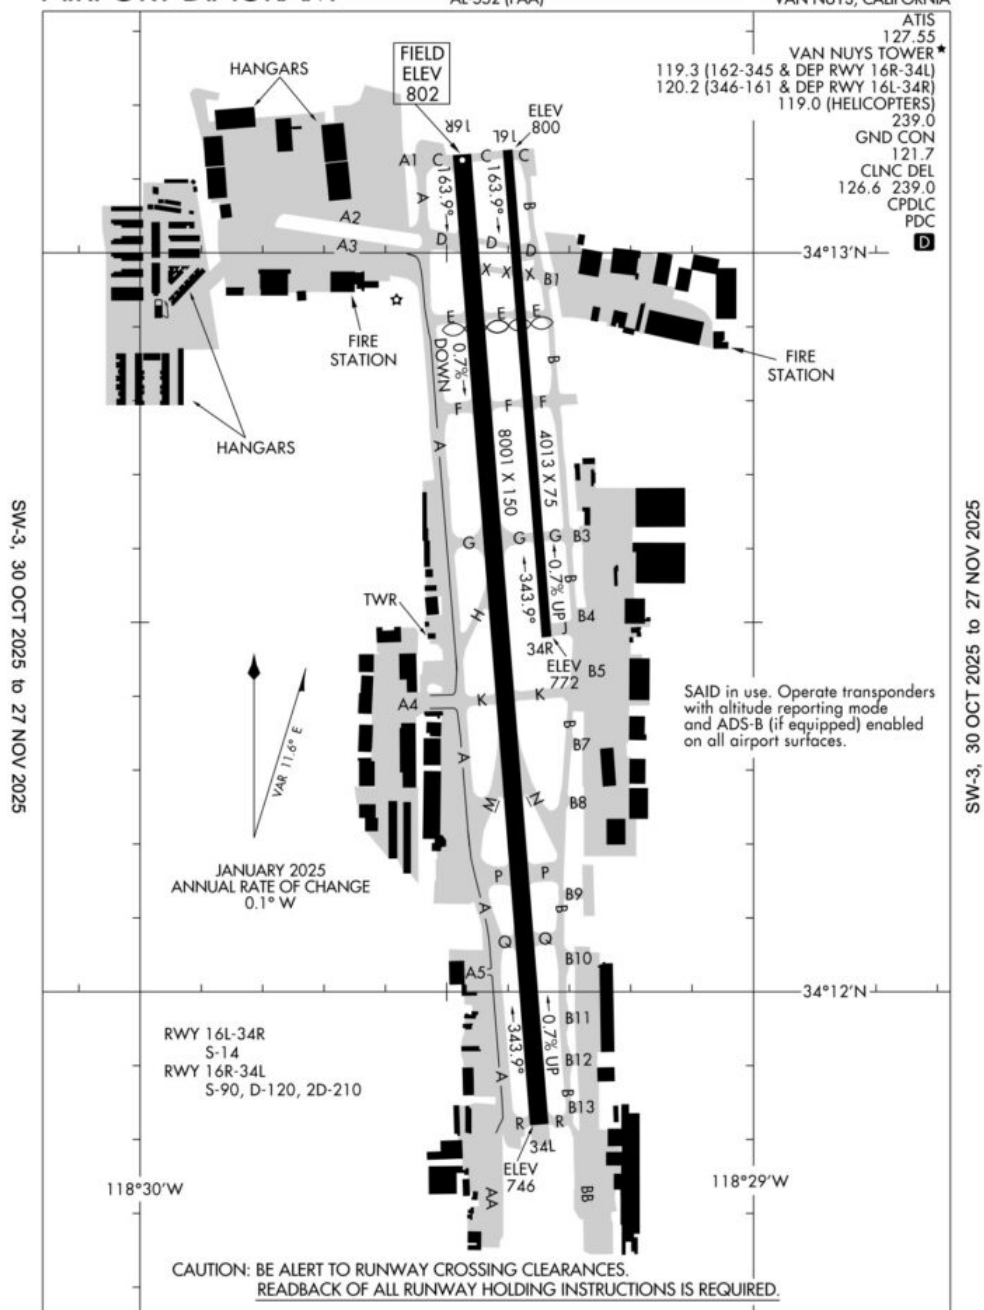 AL-552 (FAA)
VAN NUYS, CALIFORNIA
ATIS
127.55
VAN NUYS TOWER★
119.3 (162-345 & DEP RWY 16R-34L)
120.2 (346-161 & DEP RWY 16L-34R)
119.0 (HELICOPTERS)
239.0
GND CON
121.7
CLNC DEL
126.6 239.0
CPDLC
PDC
D
HANGARS
FIELD
ELEV
802
16R
16L
ELEV
800
A1
C
C
C
163.9°
163.9°
A
B
A2
A3
D
D
D
34°13'N
X
X
X
B1
E
E
E
FIRE
STATION
FIRE
STATION
0.7%
DOWN
B
F
F
F
HANGARS
A
8001 X 150
4013 X 75
G
G
G
B3
343.9°
0.7% UP
B
H
B4
TWR
34R
ELEV
772
B5
K
K
A4
SAID in use. Operate transponders
with altitude reporting mode
and ADS-B (if equipped) enabled
on all airport surfaces.
VAR 11.6° E
A
B
B7
M
N
B8
JANUARY 2025
ANNUAL RATE OF CHANGE
0.1° W
P
P
B9
A
B
Q
Q
B10
A5
34°12'N
343.9°
0.7% UP
B11
RWY 16L-34R
S-14
RWY 16R-34L
S-90, D-120, 2D-210
B12
A
B
B13
R
R
34L
ELEV
746
118°30'W
118°29'W
AA
BB
CAUTION: BE ALERT TO RUNWAY CROSSING CLEARANCES.
READBACK OF ALL RUNWAY HOLDING INSTRUCTIONS IS REQUIRED.
SW-3, 30 OCT 2025 to 27 NOV 2025
SW-3, 30 OCT 2025 to 27 NOV 2025